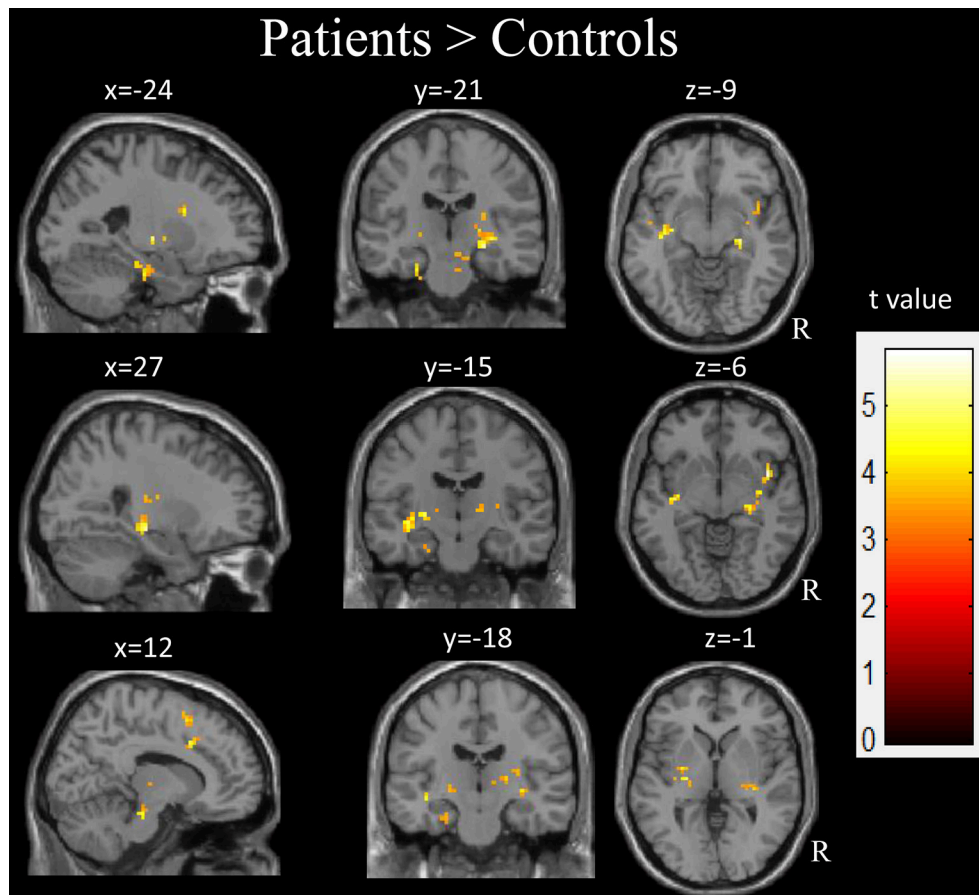 Patients > Controls
x=-24
y=-21
z=-9
R
t value
x=27
y=-15
z=-6
R
5
4
3
2
1
0
x=12
y=-18
z=-1
R